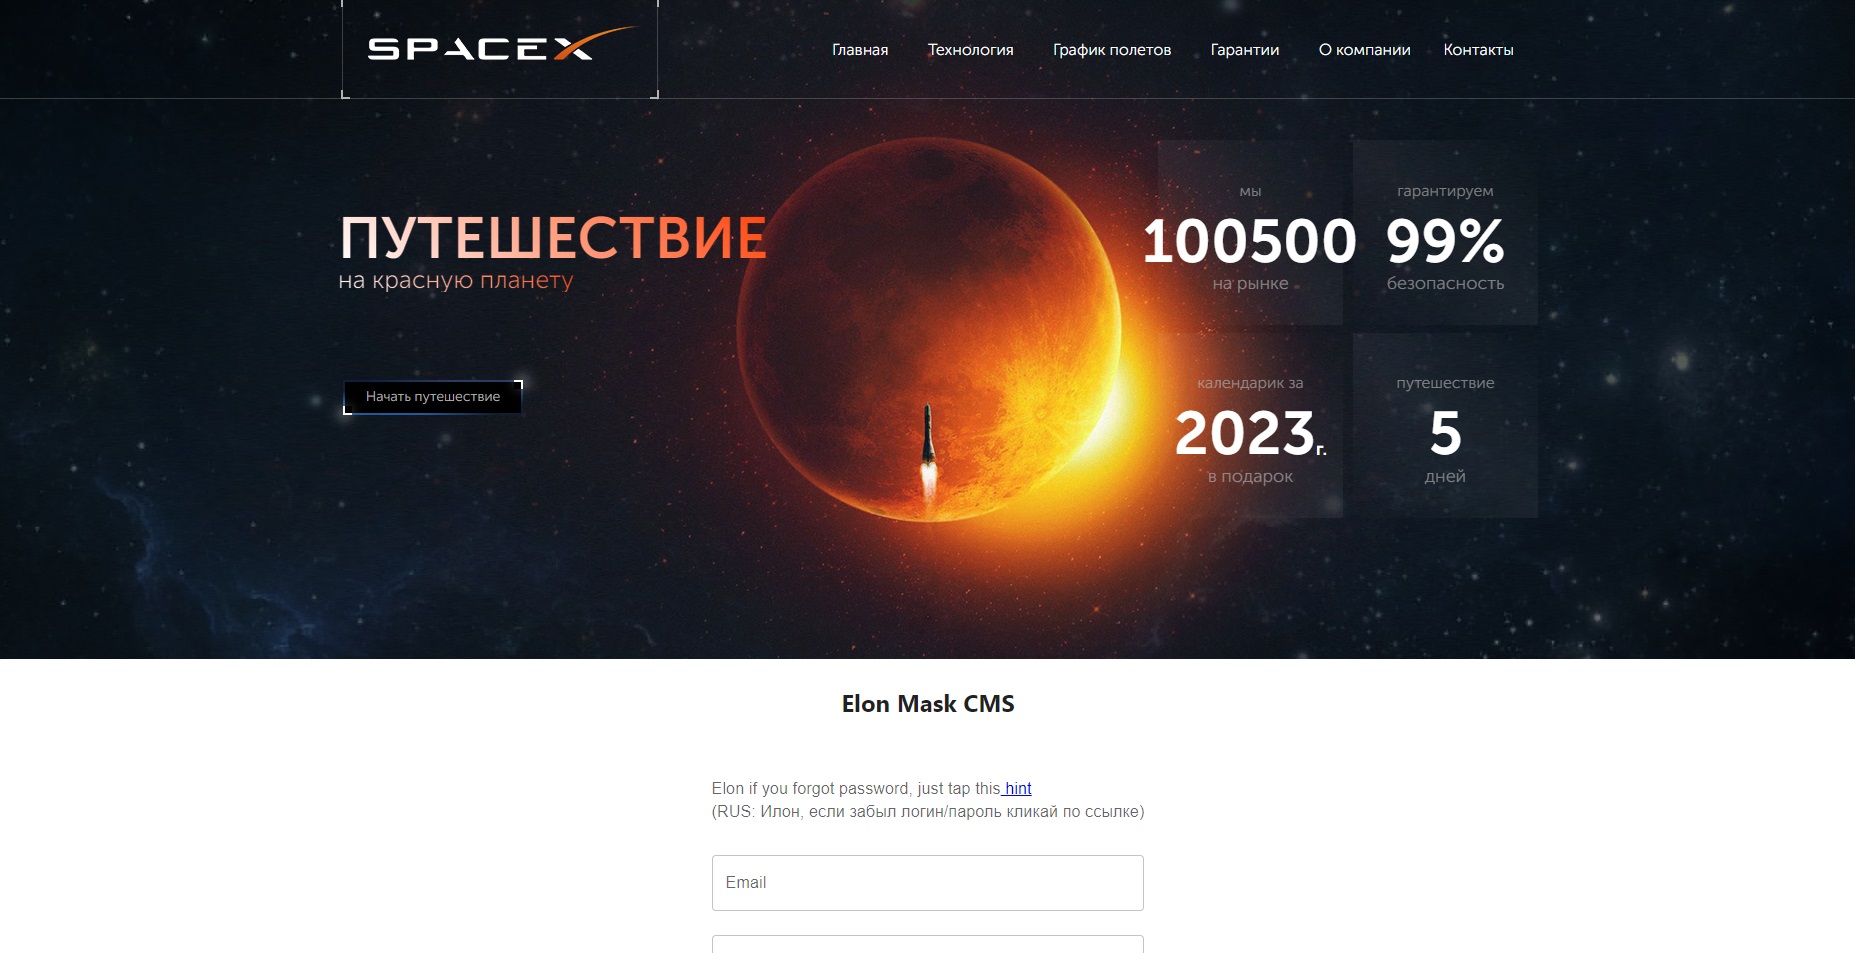 SPACEX
Главная Технология График полетов Гарантии О компании Контакты
ПУТЕШЕСТВИЕ
на красную планету
Начать путешествие
мы
100500
на рынке
гарантируем
99%
безопасность
календарик за
2023г.
в подарок
путешествие
5
дней
Elon Mask CMS
Elon if you forgot password, just tap this hint
(RUS: Илон, если забыл логин/пароль кликай по ссылке)
Email